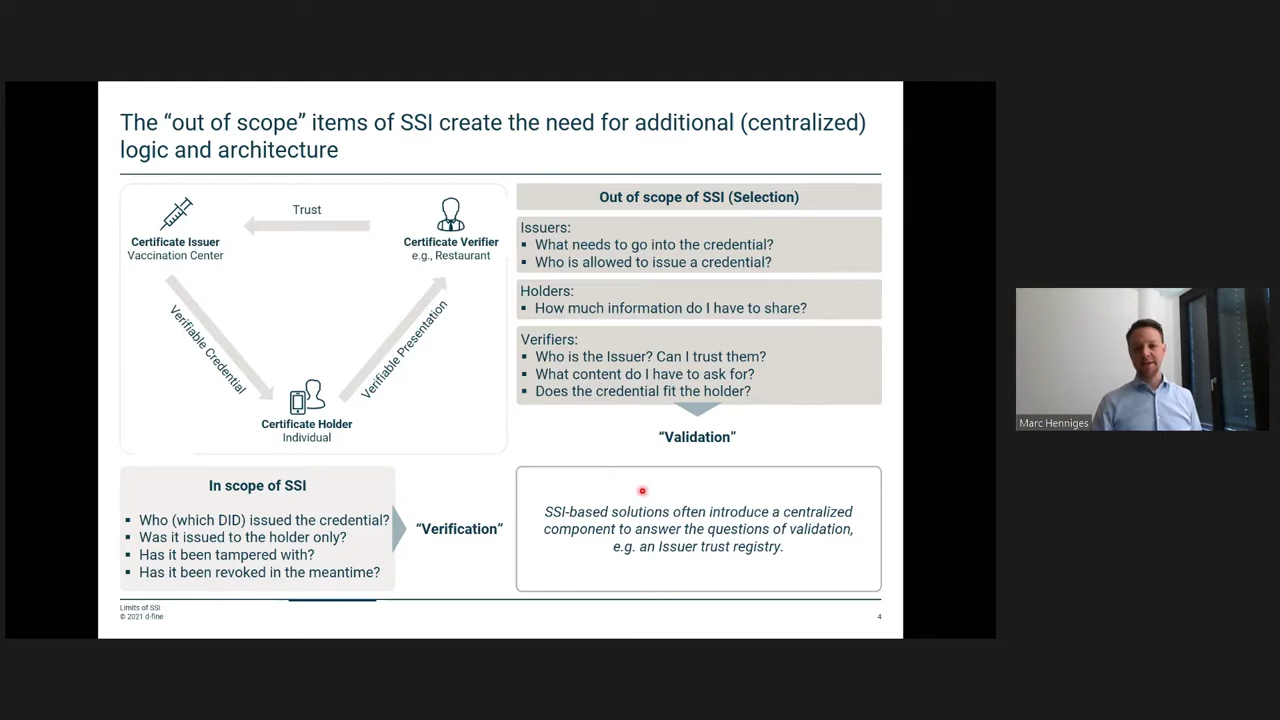 The “out of scope” items of SSI create the need for additional (centralized)
logic and architecture
Trust
Certificate Issuer
Vaccination Center
Certificate Verifier
e.g., Restaurant
Verifiable Credential
Verifiable Presentation
Certificate Holder
Individual
Out of scope of SSI (Selection)
Issuers:
▪ What needs to go into the credential?
▪ Who is allowed to issue a credential?
Holders:
▪ How much information do I have to share?
Verifiers:
▪ Who is the Issuer? Can I trust them?
▪ What content do I have to ask for?
▪ Does the credential fit the holder?
“Validation”
In scope of SSI
▪ Who (which DID) issued the credential?
▪ Was it issued to the holder only?
▪ Has it been tampered with?
▪ Has it been revoked in the meantime?
“Verification”
SSI-based solutions often introduce a centralized
component to answer the questions of validation,
e.g. an Issuer trust registry.
Limits of SSI
© 2021 d-fine
4
Marc Henniges